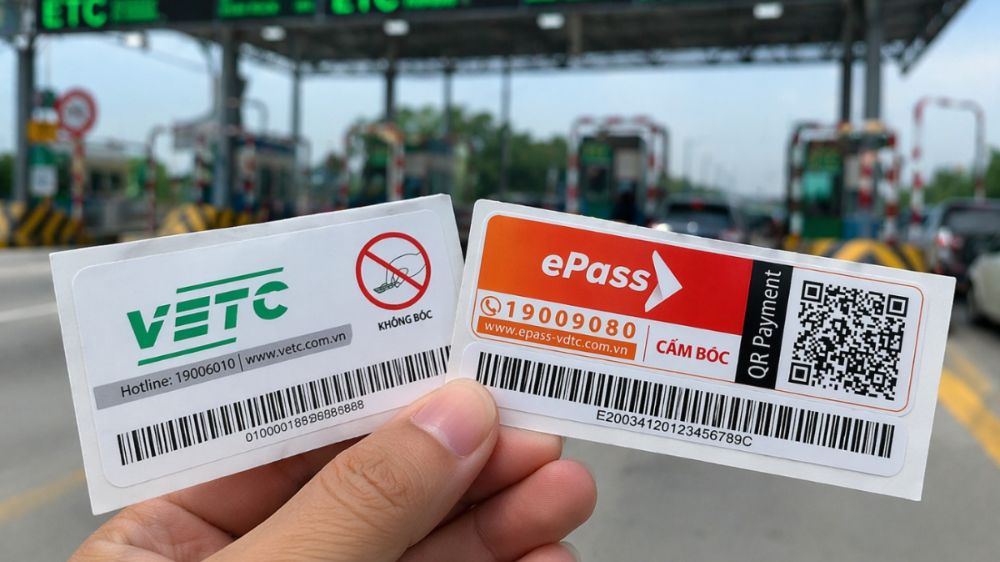 ETC
ETC
VETC
KHÔNG BÓC
Hotline: 19006010 | www.vetc.com.vn
ePass
19009080
www.epass-vdtc.com.vn
CẤM BÓC
QR Payment
E20034120123456789C